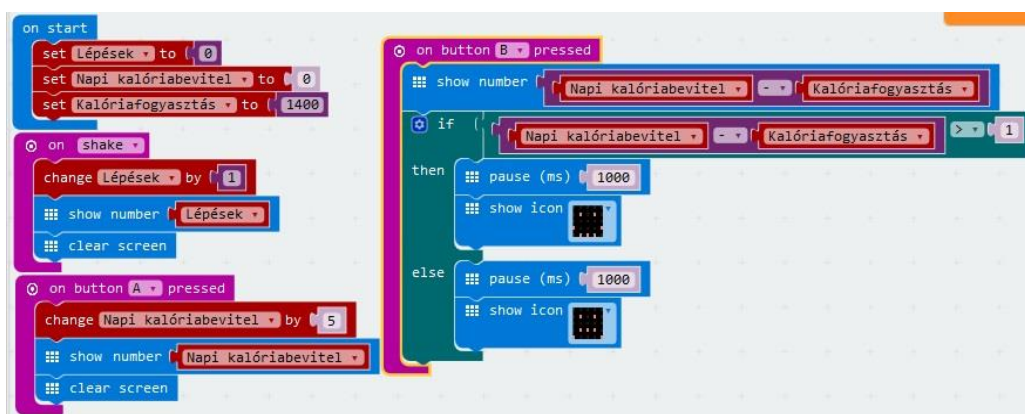 on start
set Lépések to 0
set Napi kalóriabevitel to 0
set Kalóriafogyasztás to 1400
on shake
change Lépések by 1
show number Lépések
clear screen
on button A pressed
change Napi kalóriabevitel by 5
show number Napi kalóriabevitel
clear screen
on button B pressed
show number Napi kalóriabevitel - Kalóriafogyasztás
if Napi kalóriabevitel - Kalóriafogyasztás > 1
then pause (ms) 1000
show icon
else pause (ms) 1000
show icon